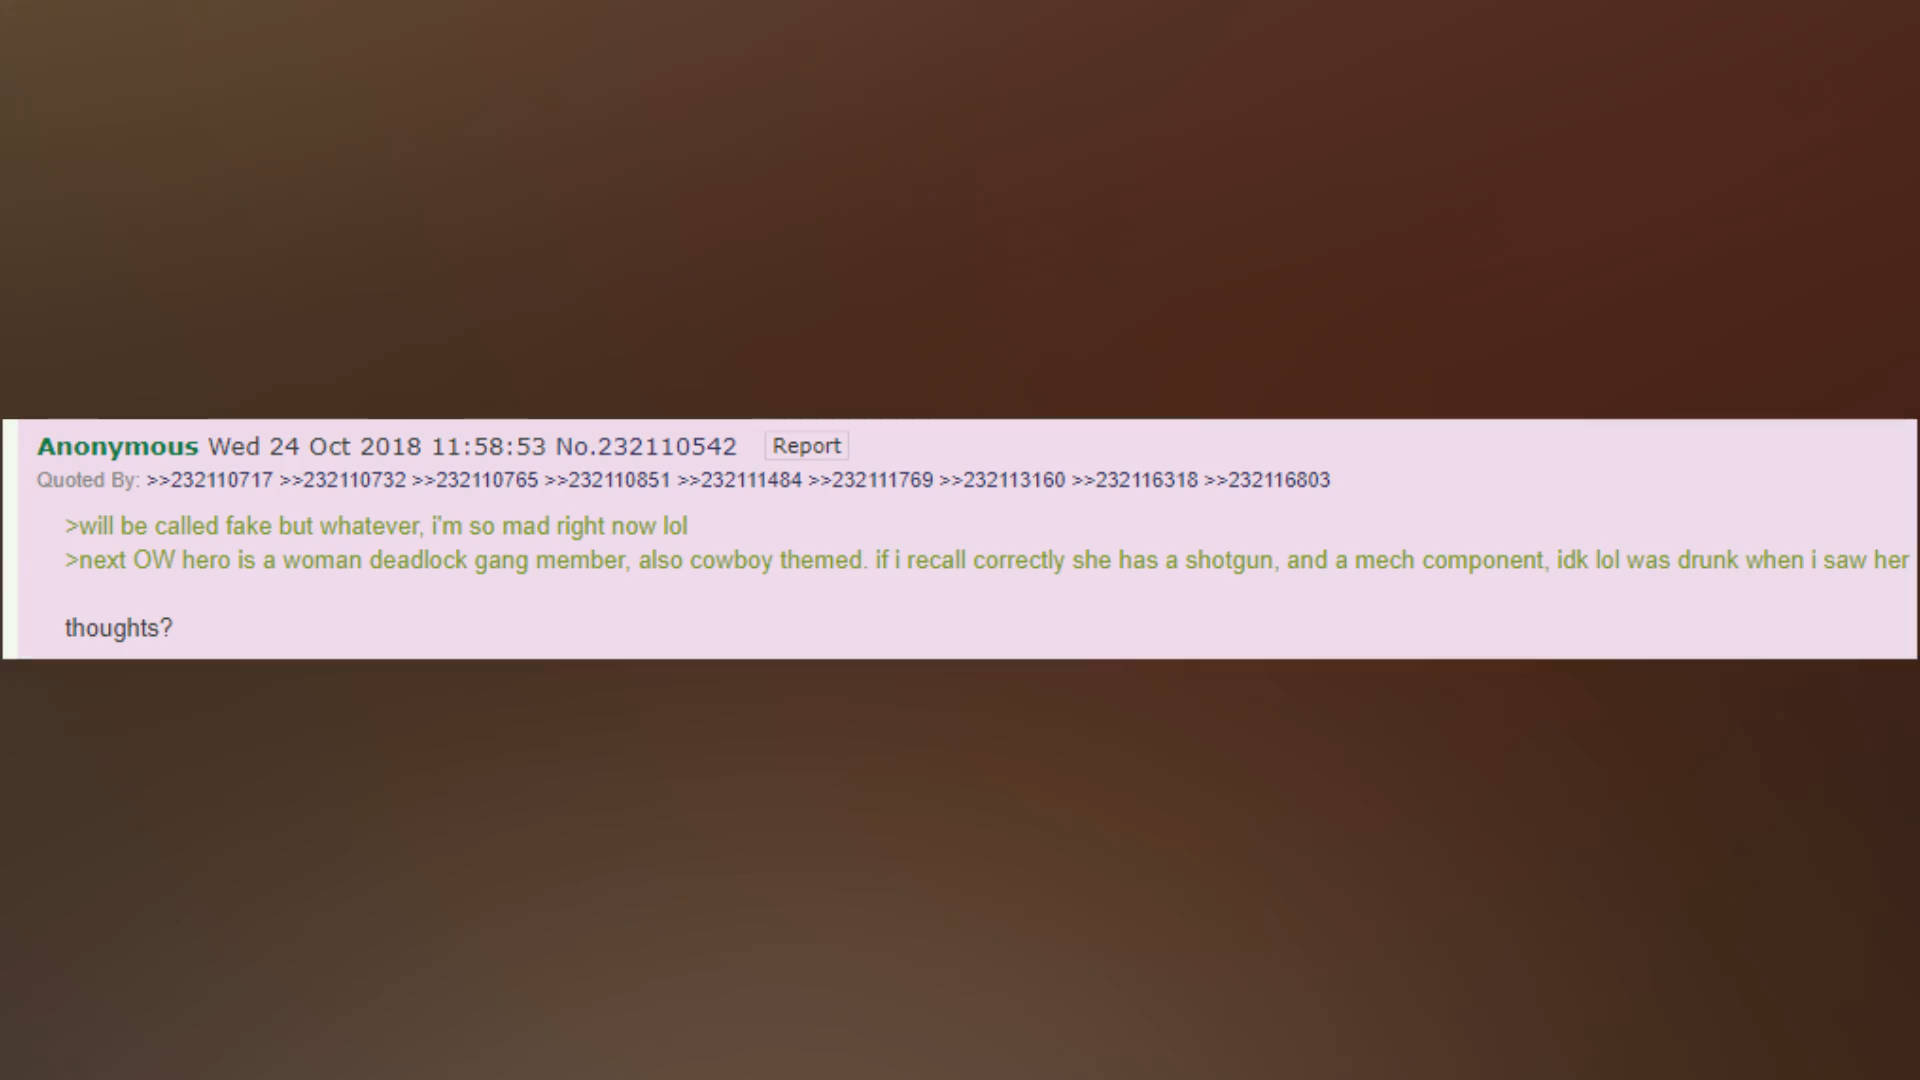 Anonymous Wed 24 Oct 2018 11:58:53 No.232110542 Report
Quoted By: >>232110717 >>232110732 >>232110765 >>232110851 >>232111484 >>232111769 >>232113160 >>232116318 >>232116803
>will be called fake but whatever, i'm so mad right now lol
>next OW hero is a woman deadlock gang member, also cowboy themed. if i recall correctly she has a shotgun, and a mech component, idk lol was drunk when i saw her
thoughts?